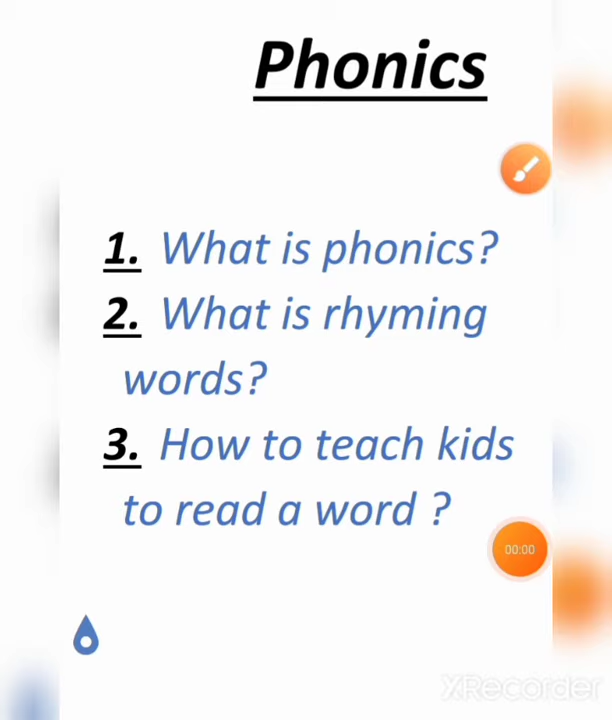 Phonics
1. What is phonics?
2. What is rhyming
words?
3. How to teach kids
to read a word ?
00:00
XRecorder